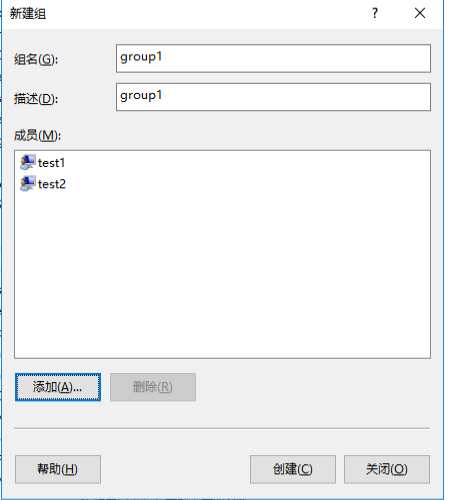 新建组
?
组名(G):
group1
描述(D):
group1
成员(M):
test1
test2
添加(A)...
删除(R)
帮助(H)
创建(C)
关闭(O)